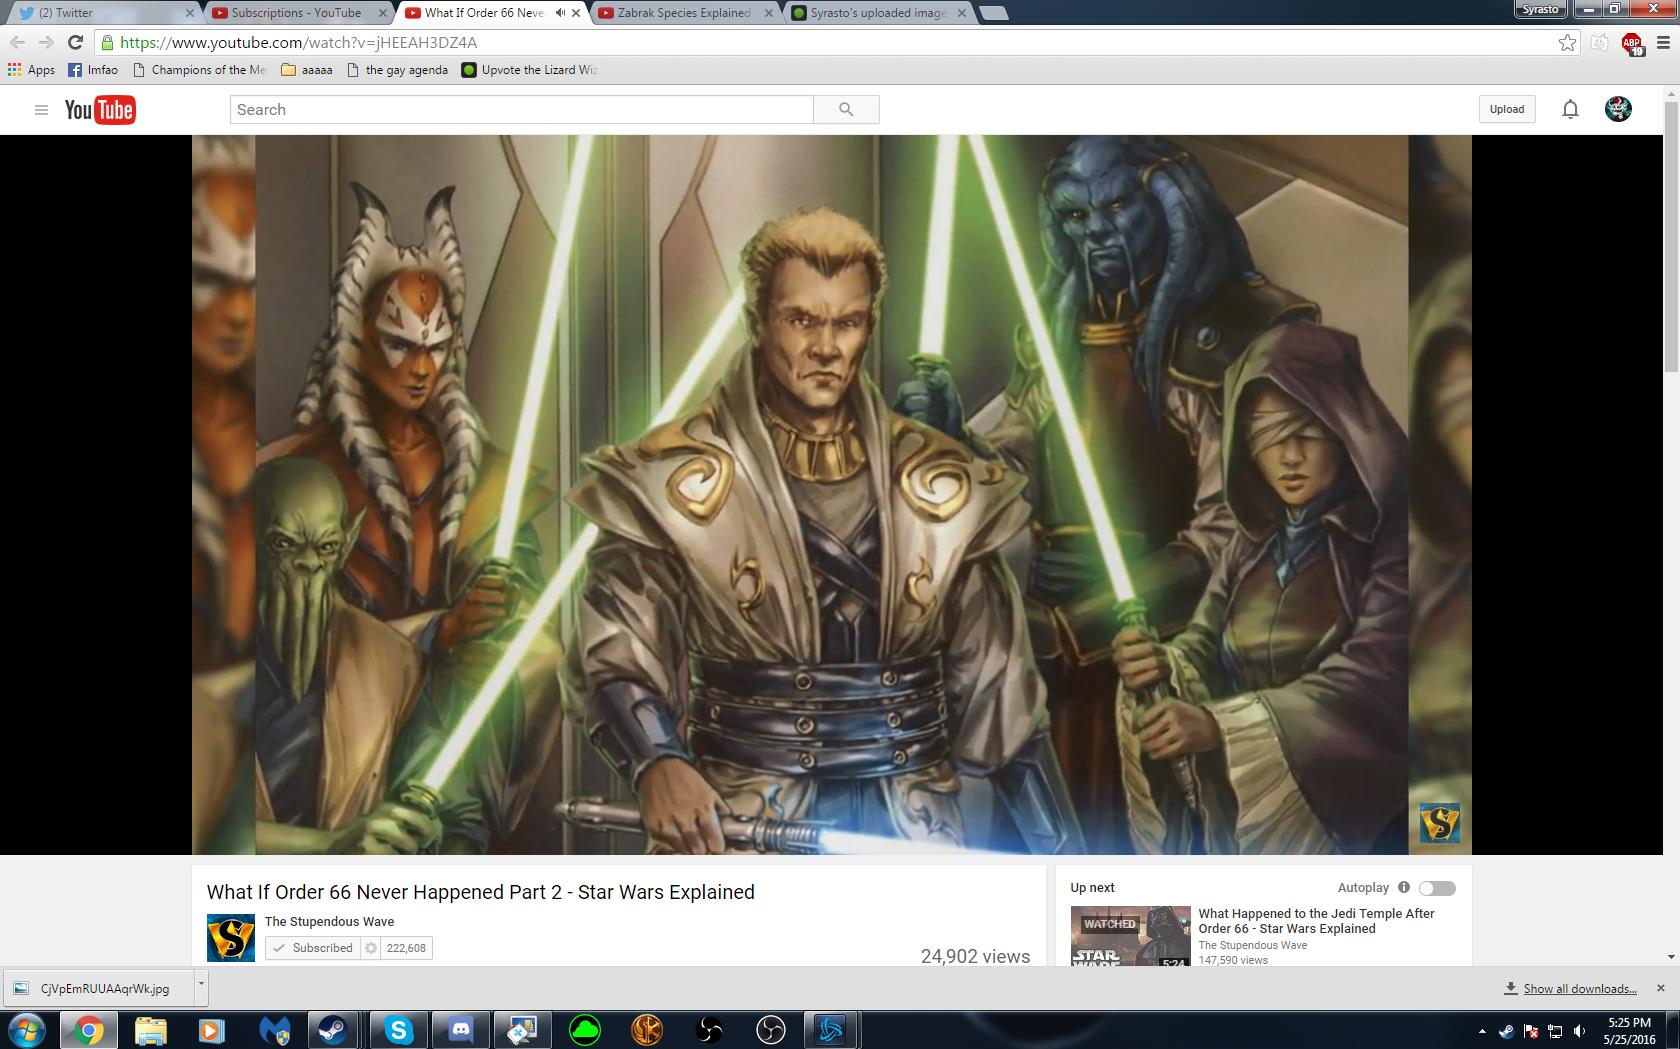 (2) Twitter
Subscriptions - YouTube
What If Order 66 Neve
Zabrak Species Explained
Syrasto's uploaded image
Syrasto
https://www.youtube.com/watch?v=jHEEAH3DZ4A
ABP
19
Apps
lmfao
Champions of the Me
aaaaa
the gay agenda
Upvote the Lizard Wiz
YouTube
Search
Upload
S
What If Order 66 Never Happened Part 2 - Star Wars Explained
S
The Stupendous Wave
Subscribed
222,608
24,902 views
Up next
Autoplay
WATCHED
STAR
5:24
What Happened to the Jedi Temple After
Order 66 - Star Wars Explained
The Stupendous Wave
147,590 views
CjVpEmRUUAAqrWk.jpg
Show all downloads...
5:25 PM
5/25/2016